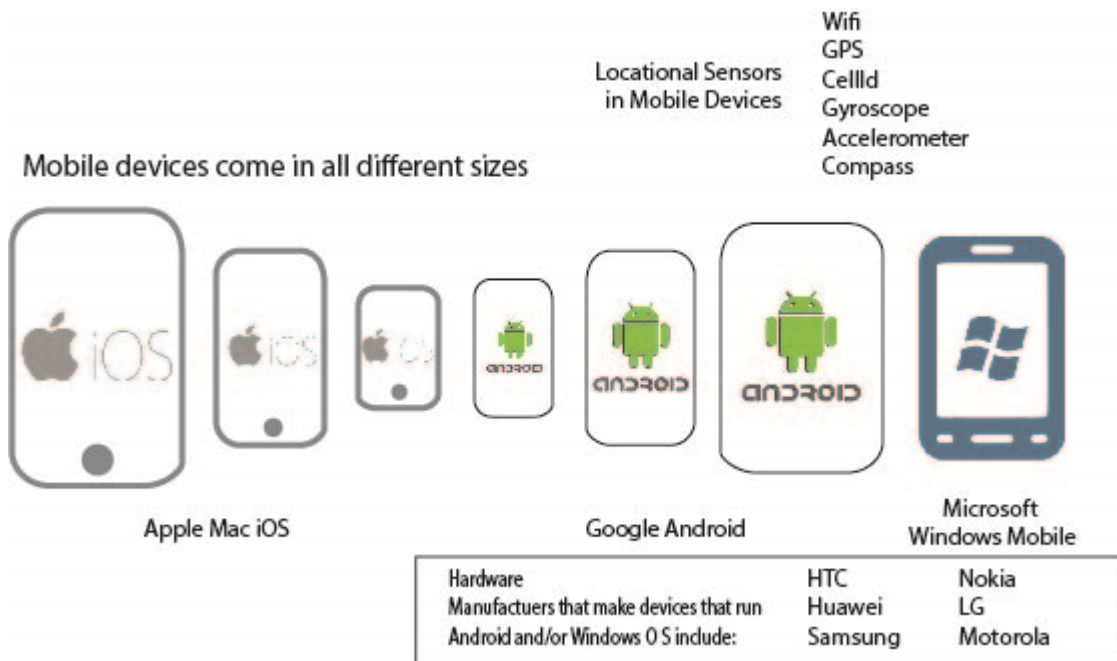 Wifi
GPS
Locational Sensors
in Mobile Devices
CellId
Gyroscope
Accelerometer
Compass
Mobile devices come in all different sizes
iOS
iOS
iOS
ANDROID
ANDROID
ANDROID
Apple Mac iOS
Google Android
Microsoft
Windows Mobile
Hardware
Manufactuers that make devices that run
Android and/or Windows O S include:
HTC
Huawei
Samsung
Nokia
LG
Motorola